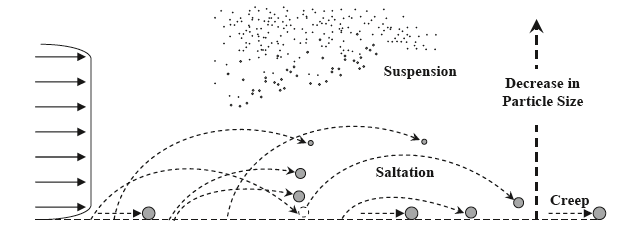 Suspension
Decrease in
Particle Size
Saltation
Creep